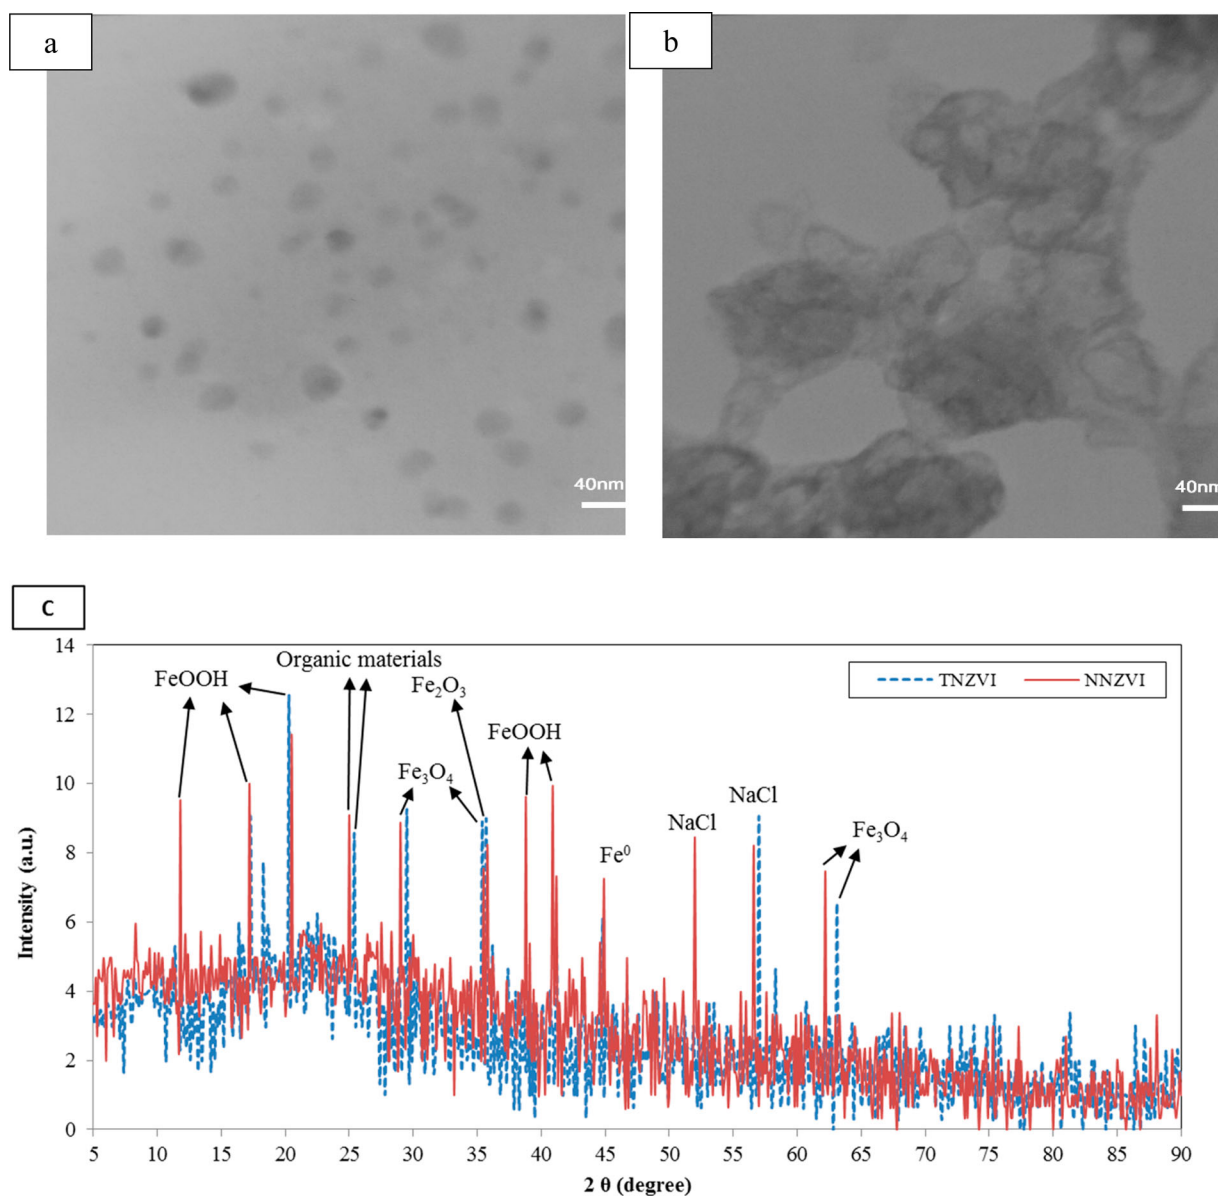 a
b
40nm
40nm
c
Organic materials
FeOOH
Fe₂O₃
TNZVI
NNZVI
FeOOH
Fe₃O₄
NaCl
NaCl
Fe₃O₄
Fe⁰
Intensity (a.u.)
14
12
10
8
6
4
2
0
5 10 15 20 25 30 35 40 45 50 55 60 65 70 75 80 85 90
2 θ (degree)